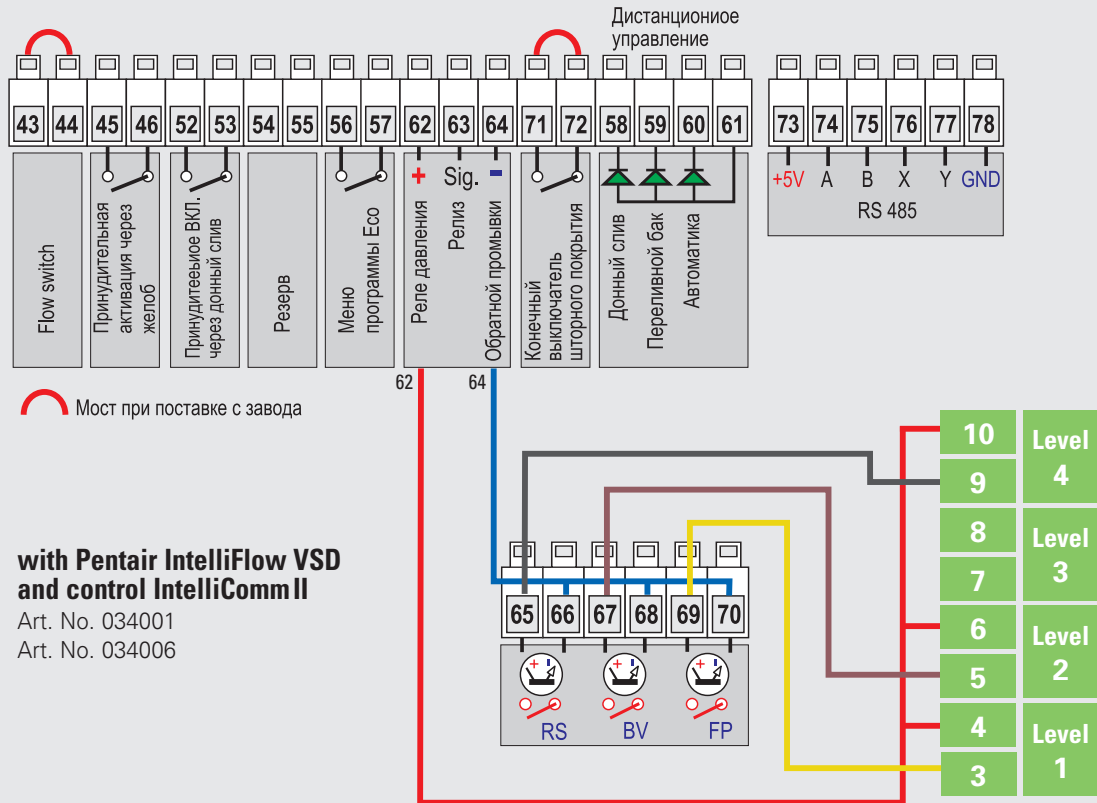 Дистанциониое
управление
43 44 45 46 52 53 54 55 56 57 62 63 64 71 72 58 59 60 61 73 74 75 76 77 78
Flow switch
Принудительная
активация через
желоб
Принудитееьиое ВКЛ.
через донный слив
Резерв
Меню
программы Eco
+ Sig. -
Реле давления
Релиз
Обратной промывки
Конечный
выключатель
шторного покрытия
Донный слив
Переливной бак
Автоматика
+5V A B X Y GND
RS 485
62 64
Мост при поставке с завода
with Pentair IntelliFlow VSD
and control IntelliComm II
Art. No. 034001
Art. No. 034006
65 66 67 68 69 70
+ - + - + -
RS BV FP
10
9
Level
4
8
7
Level
3
6
5
Level
2
4
3
Level
1